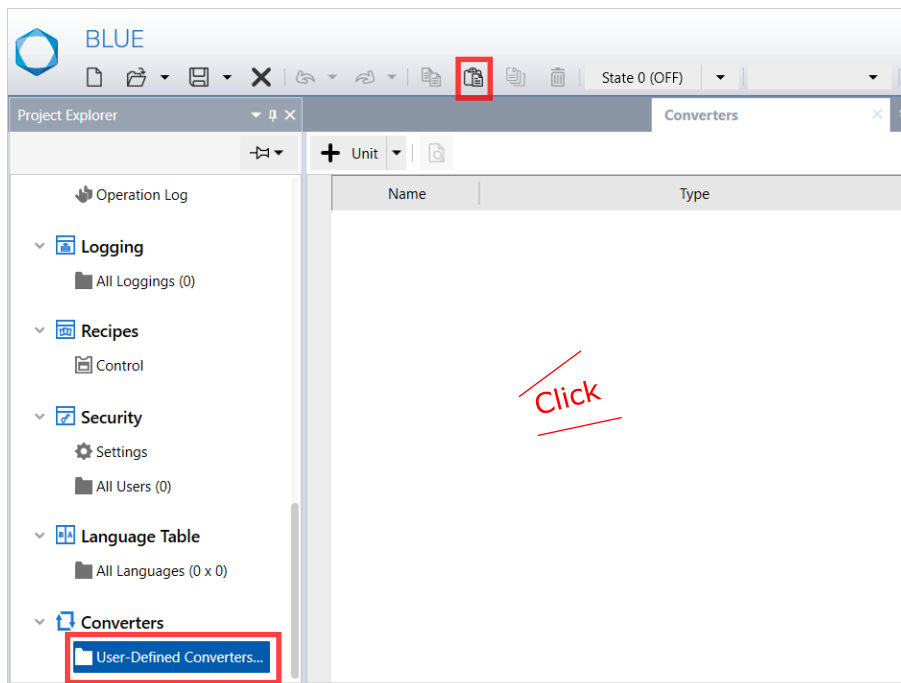 BLUE
State 0 (OFF)
Project Explorer
Converters
Unit
Name Type
Operation Log
Logging
All Loggings (0)
Recipes
Control
Click
Security
Settings
All Users (0)
Language Table
All Languages (0 x 0)
Converters
User-Defined Converters...